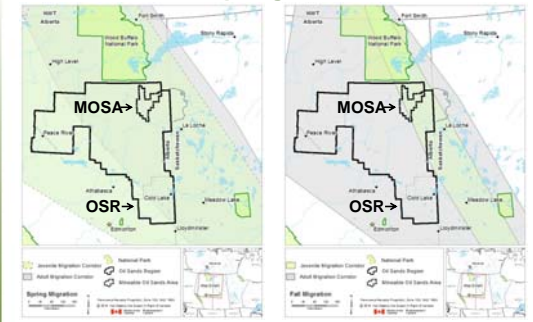 NWT
Alberta
Fort Smith
Wood Buffalo
National Park
Stony Rapids
High Level
MOSA
La Loche
Peace River
Alberta
Saskatchewan
Athabasca
Cold Lake
Meadow Lake
OSR
Edmonton
Lloydminster
Juvenile Migration Corridor
Adult Migration Corridor
National Park
Oil Sands Region
Mineable Oil Sands Area
Spring Migration
NWT
Alberta
Fort Smith
Wood Buffalo
National Park
Stony Rapids
High Level
MOSA
La Loche
Peace River
Alberta
Saskatchewan
Athabasca
Cold Lake
Meadow Lake
OSR
Edmonton
Lloydminster
Juvenile Migration Corridor
Adult Migration Corridor
National Park
Oil Sands Region
Mineable Oil Sands Area
Fall Migration